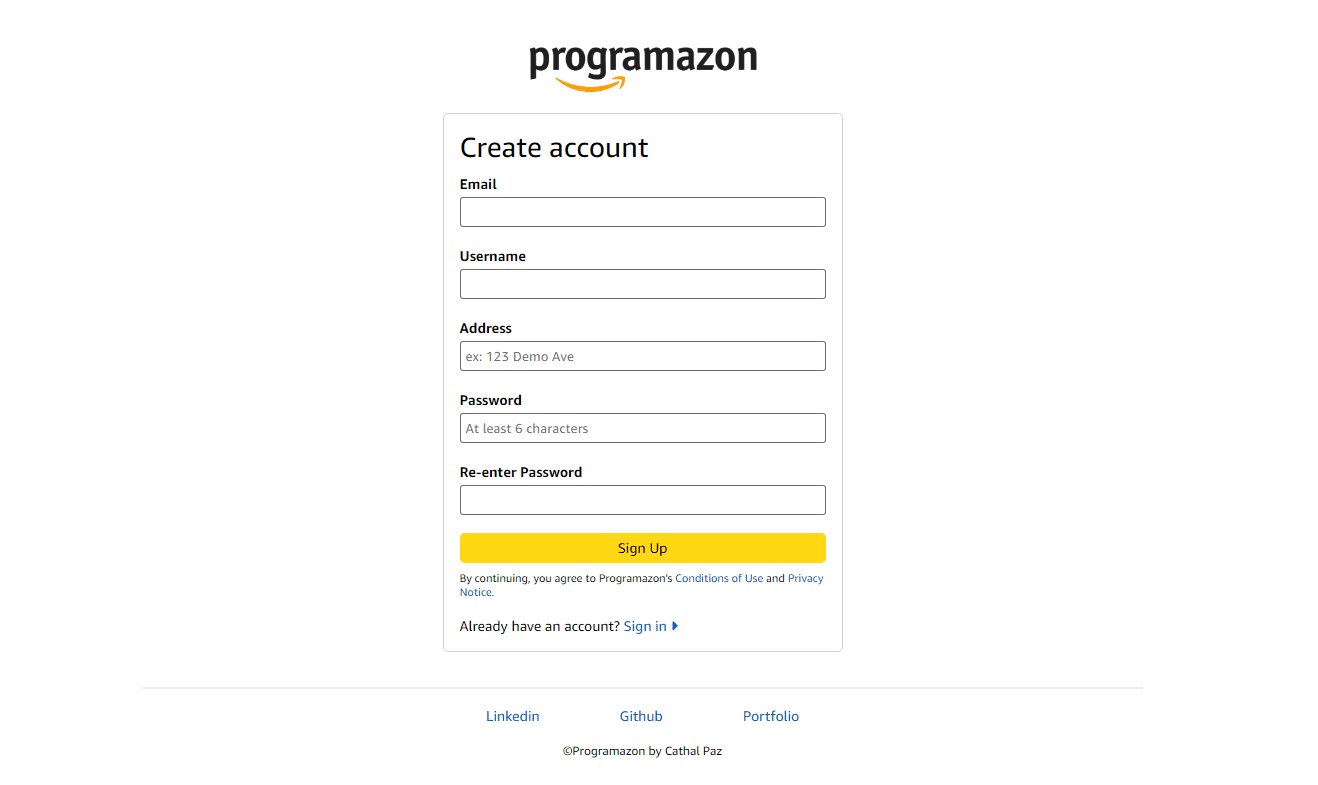 programazon
Create account
Email
Username
Address
ex: 123 Demo Ave
Password
At least 6 characters
Re-enter Password
Sign Up
By continuing, you agree to Programazon's Conditions of Use and Privacy
Notice.
Already have an account? Sign in
Linkedin Github Portfolio
©Programazon by Cathal Paz